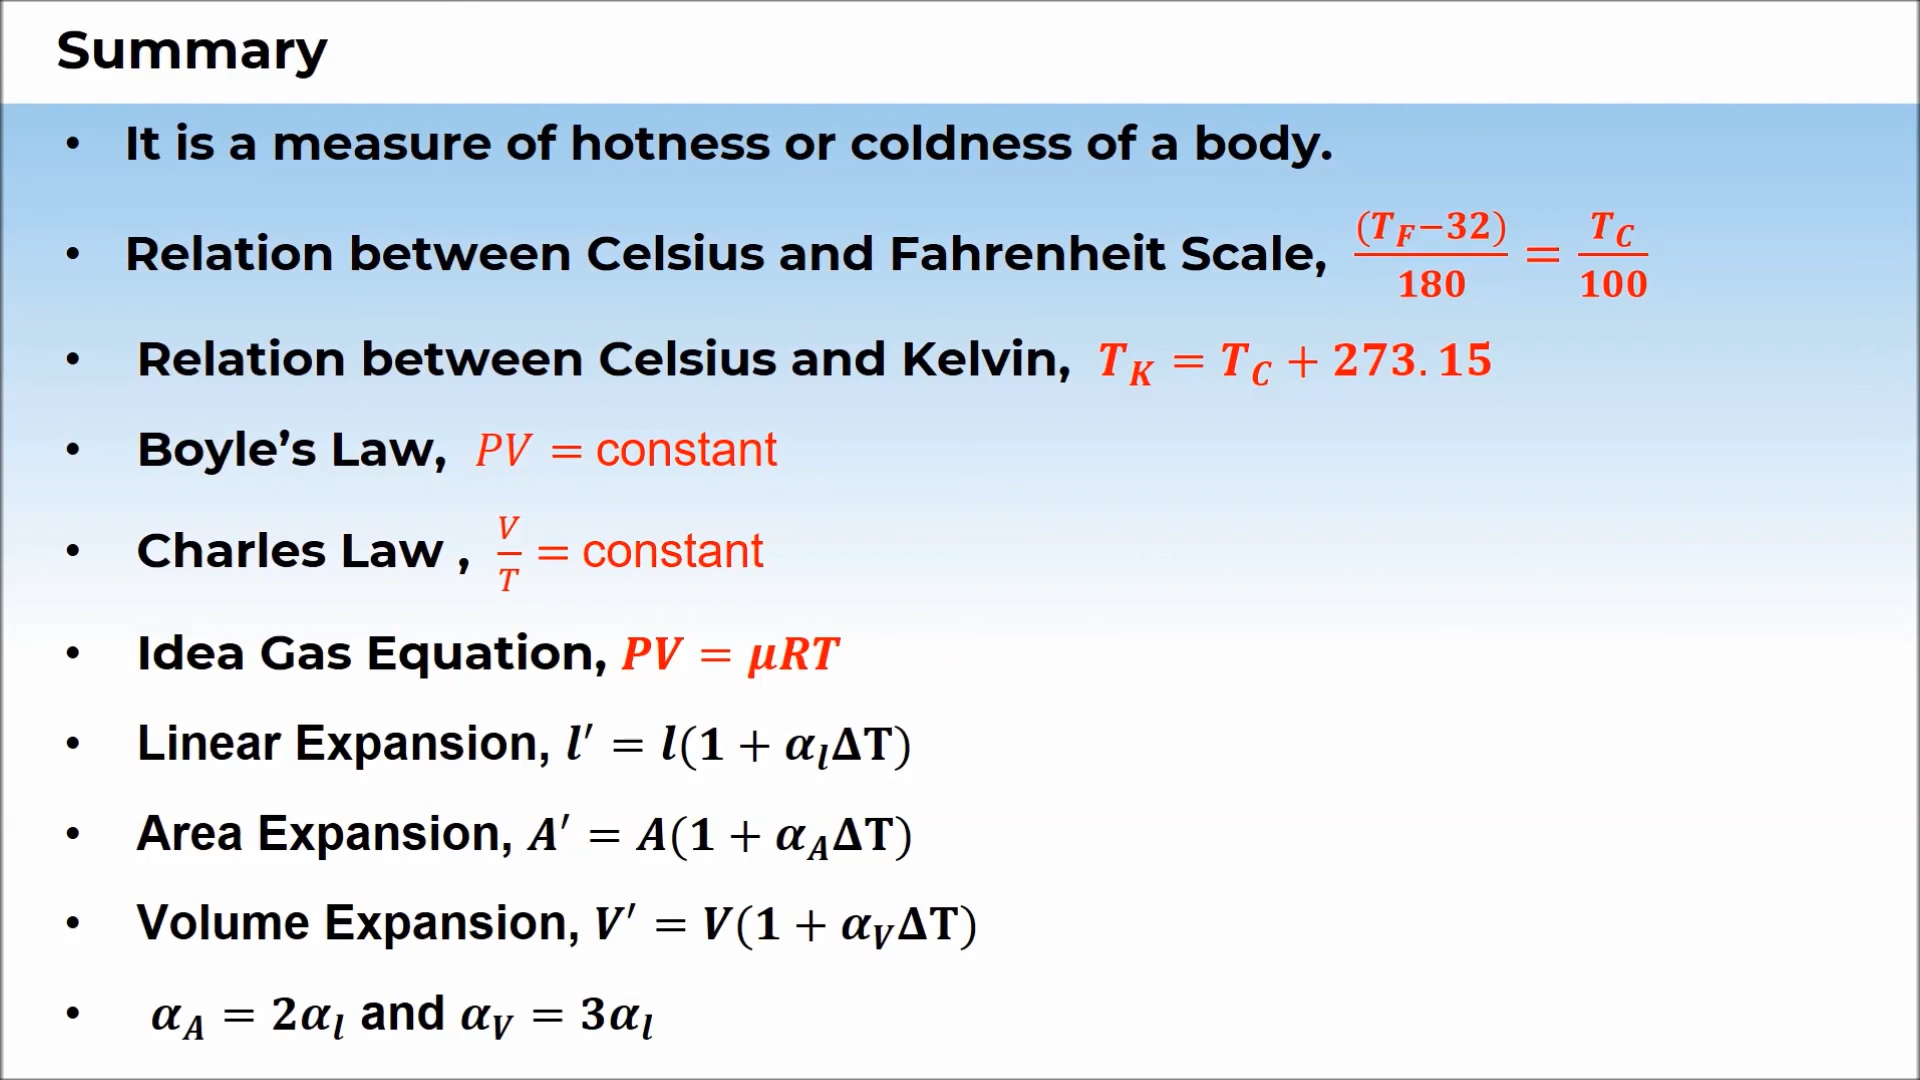 Summary
• It is a measure of hotness or coldness of a body.
• Relation between Celsius and Fahrenheit Scale, $\frac{(T_F-32)}{180} = \frac{T_C}{100}$
• Relation between Celsius and Kelvin, $T_K = T_C + 273.15$
• Boyle’s Law, $PV$ = constant
• Charles Law , $\frac{V}{T}$ = constant
• Idea Gas Equation, $PV = μRT$
• Linear Expansion, $l' = l(1 + α_lΔT)$
• Area Expansion, $A' = A(1 + α_AΔT)$
• Volume Expansion, $V' = V(1 + α_VΔT)$
• $α_A = 2α_l$ and $α_V = 3α_l$